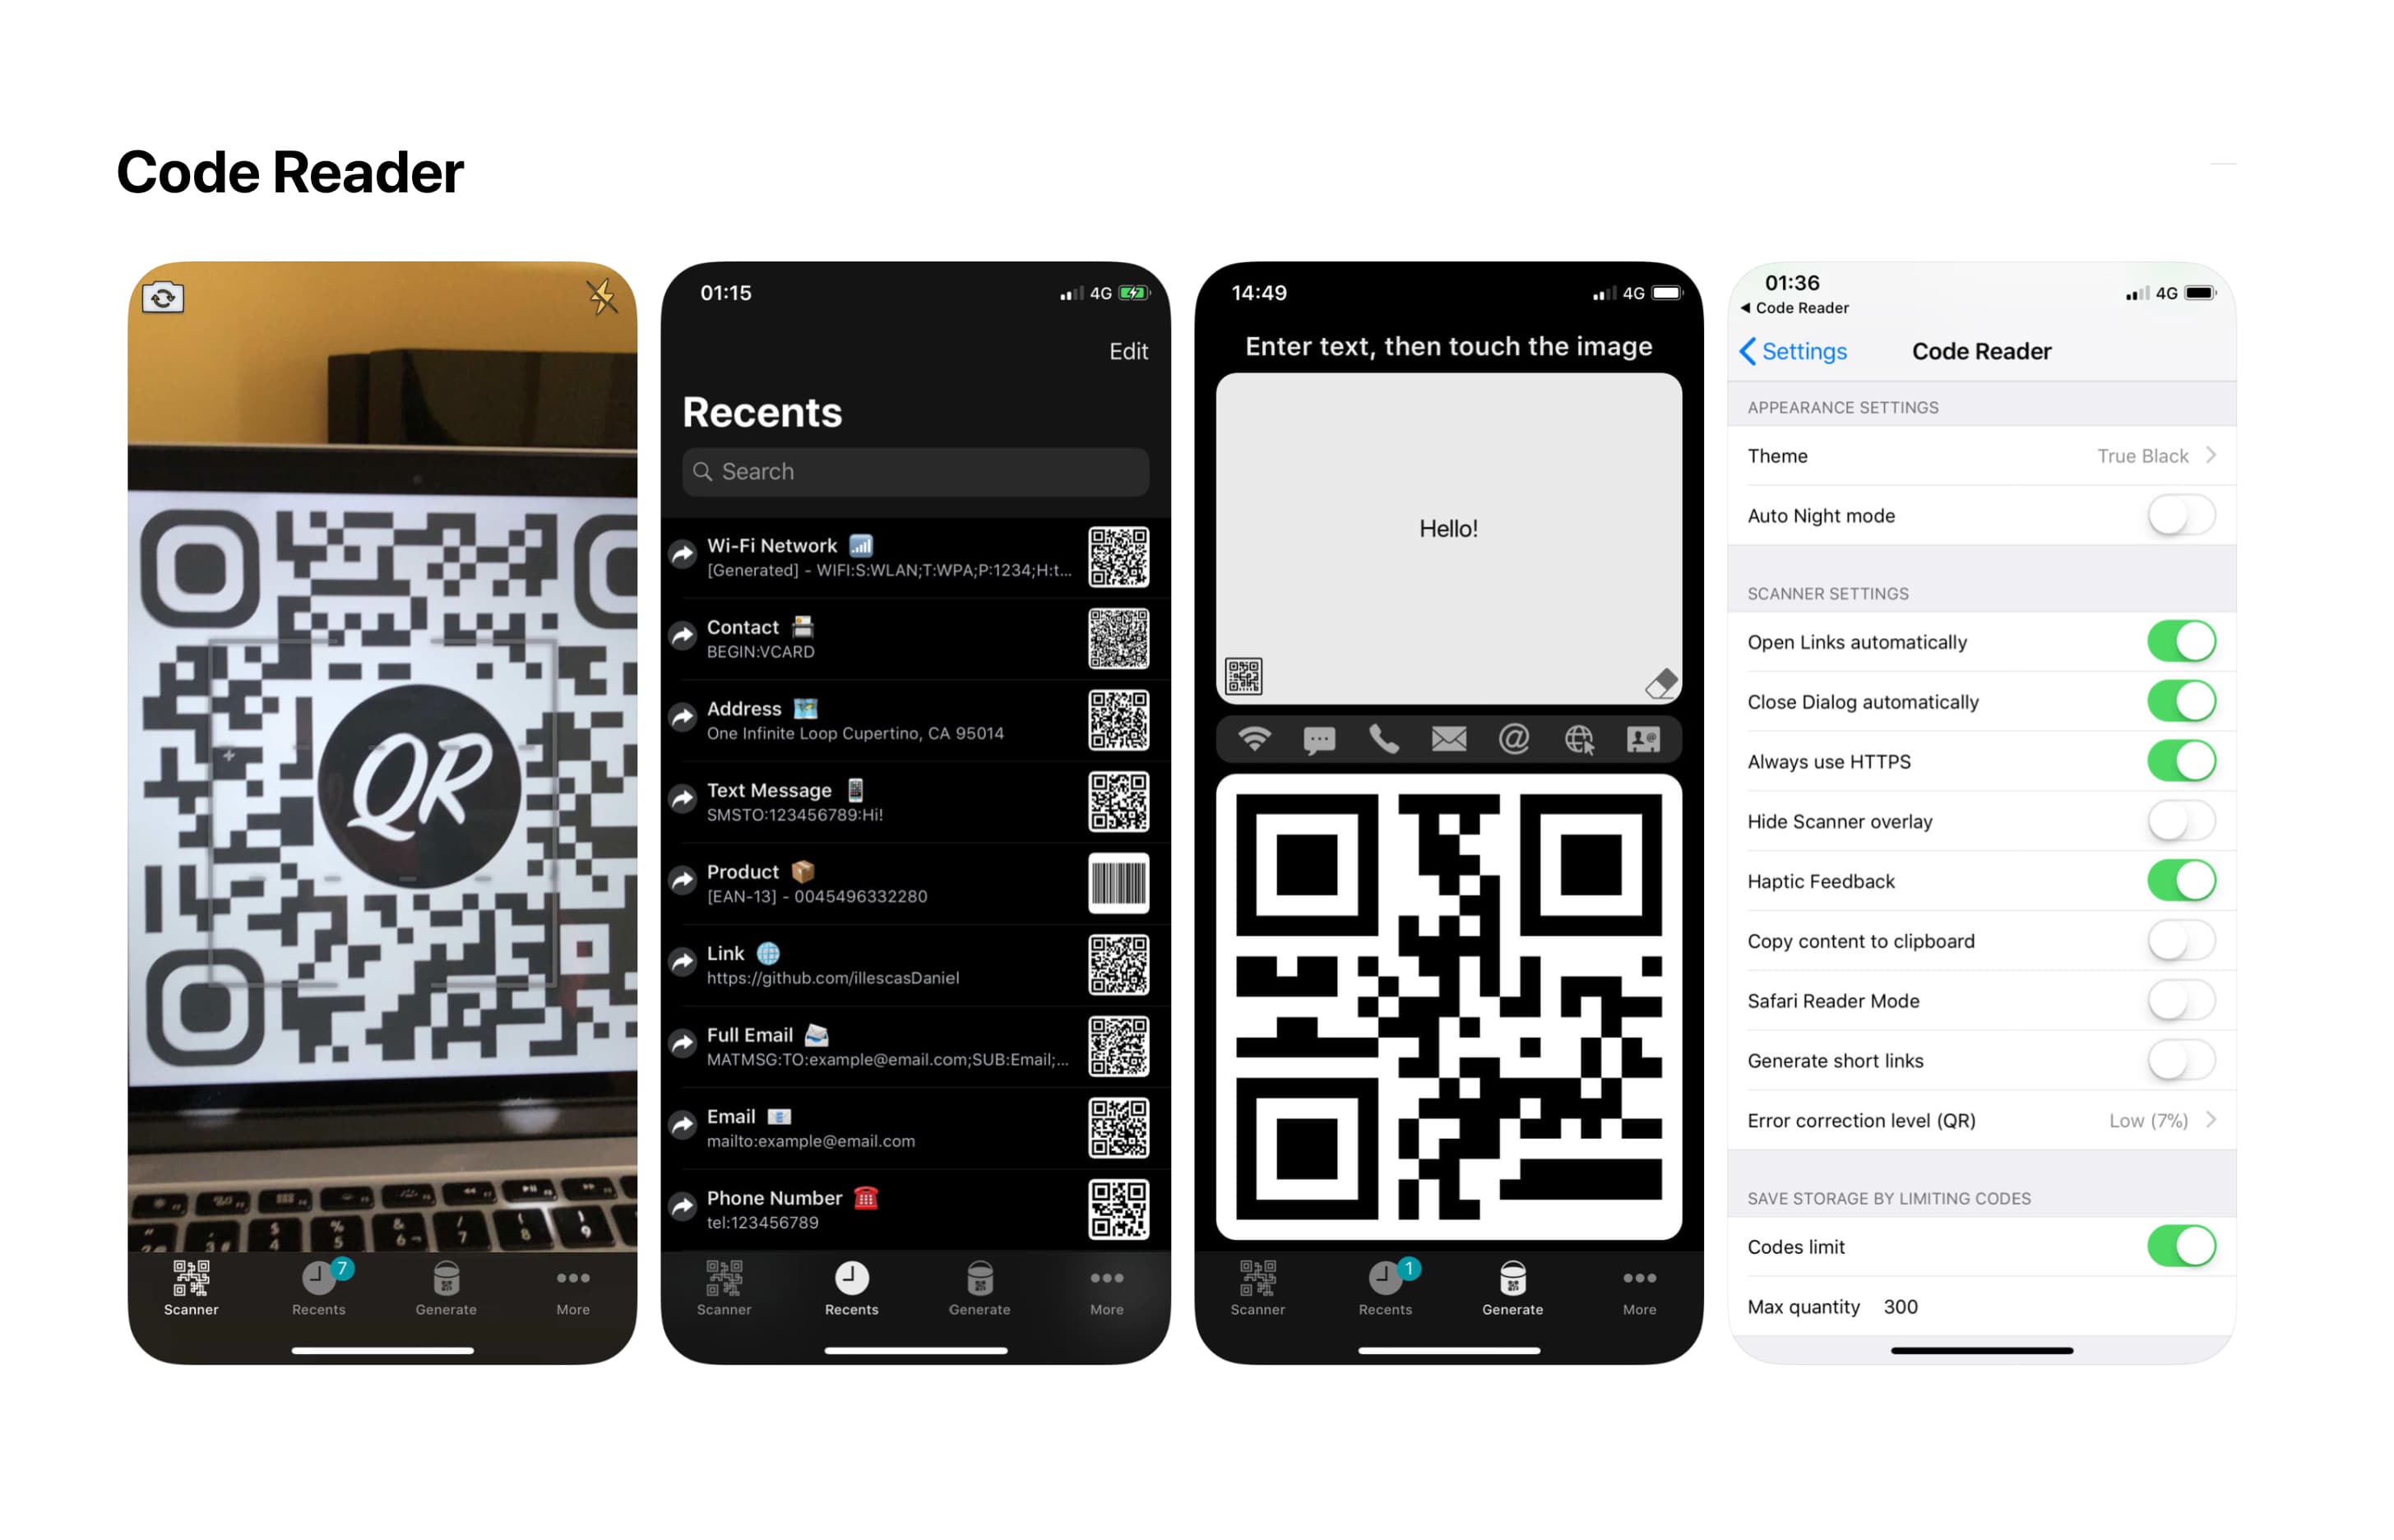 Code Reader
QR
7
Scanner
Recents
Generate
More
01:15
4G
Edit
Recents
Search
Wi-Fi Network
[Generated] - WIFI:S:WLAN;T:WPA;P:1234;H:t...
Contact
BEGIN:VCARD
Address
One Infinite Loop Cupertino, CA 95014
Text Message
SMSTO:123456789:Hi!
Product
[EAN-13] - 0045496332280
Link
https://github.com/illescasDaniel
Full Email
MATMSG:TO:example@email.com;SUB:Email;...
Email
mailto:example@email.com
Phone Number
tel:123456789
Scanner
Recents
Generate
More
14:49
4G
Enter text, then touch the image
Hello!
1
Scanner
Recents
Generate
More
01:36
4G
Code Reader
Settings
Code Reader
APPEARANCE SETTINGS
Theme True Black
Auto Night mode
SCANNER SETTINGS
Open Links automatically
Close Dialog automatically
Always use HTTPS
Hide Scanner overlay
Haptic Feedback
Copy content to clipboard
Safari Reader Mode
Generate short links
Error correction level (QR) Low (7%)
SAVE STORAGE BY LIMITING CODES
Codes limit
Max quantity 300